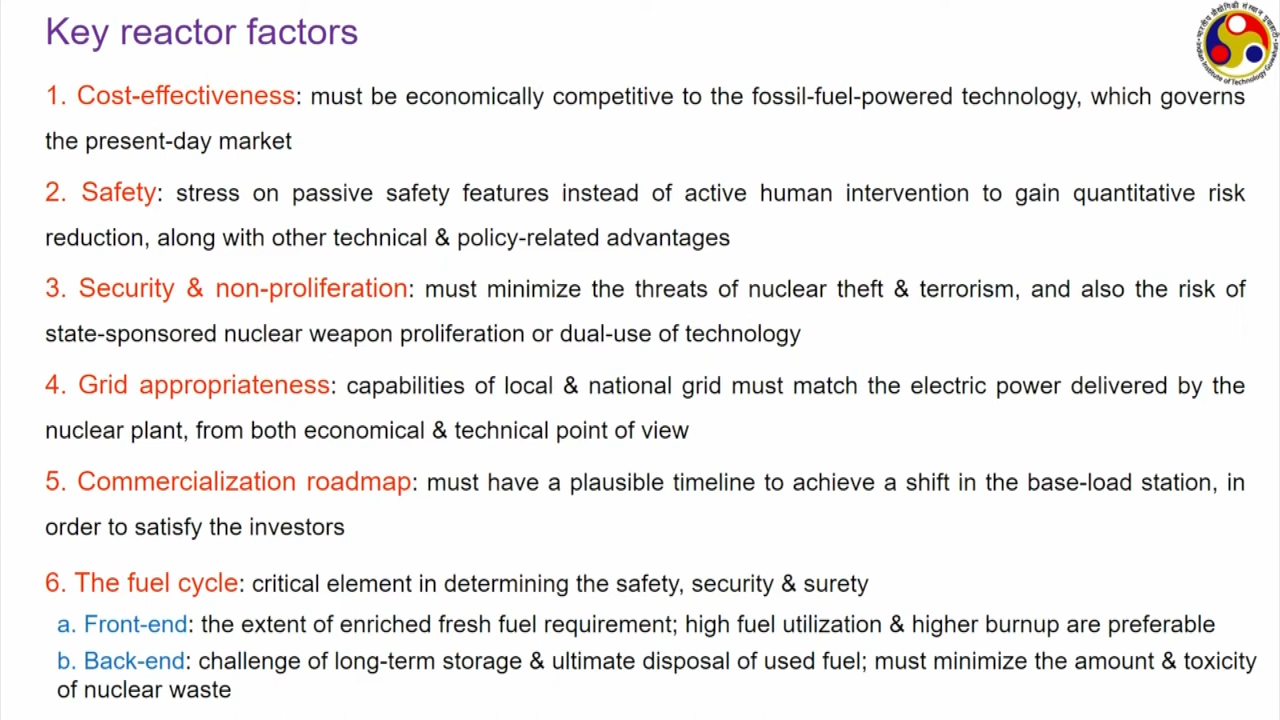 Key reactor factors
1. Cost-effectiveness: must be economically competitive to the fossil-fuel-powered technology, which governs
the present-day market
2. Safety: stress on passive safety features instead of active human intervention to gain quantitative risk
reduction, along with other technical & policy-related advantages
3. Security & non-proliferation: must minimize the threats of nuclear theft & terrorism, and also the risk of
state-sponsored nuclear weapon proliferation or dual-use of technology
4. Grid appropriateness: capabilities of local & national grid must match the electric power delivered by the
nuclear plant, from both economical & technical point of view
5. Commercialization roadmap: must have a plausible timeline to achieve a shift in the base-load station, in
order to satisfy the investors
6. The fuel cycle: critical element in determining the safety, security & surety
a. Front-end: the extent of enriched fresh fuel requirement; high fuel utilization & higher burnup are preferable
b. Back-end: challenge of long-term storage & ultimate disposal of used fuel; must minimize the amount & toxicity
of nuclear waste
Indian Institute of Technology Guwahati